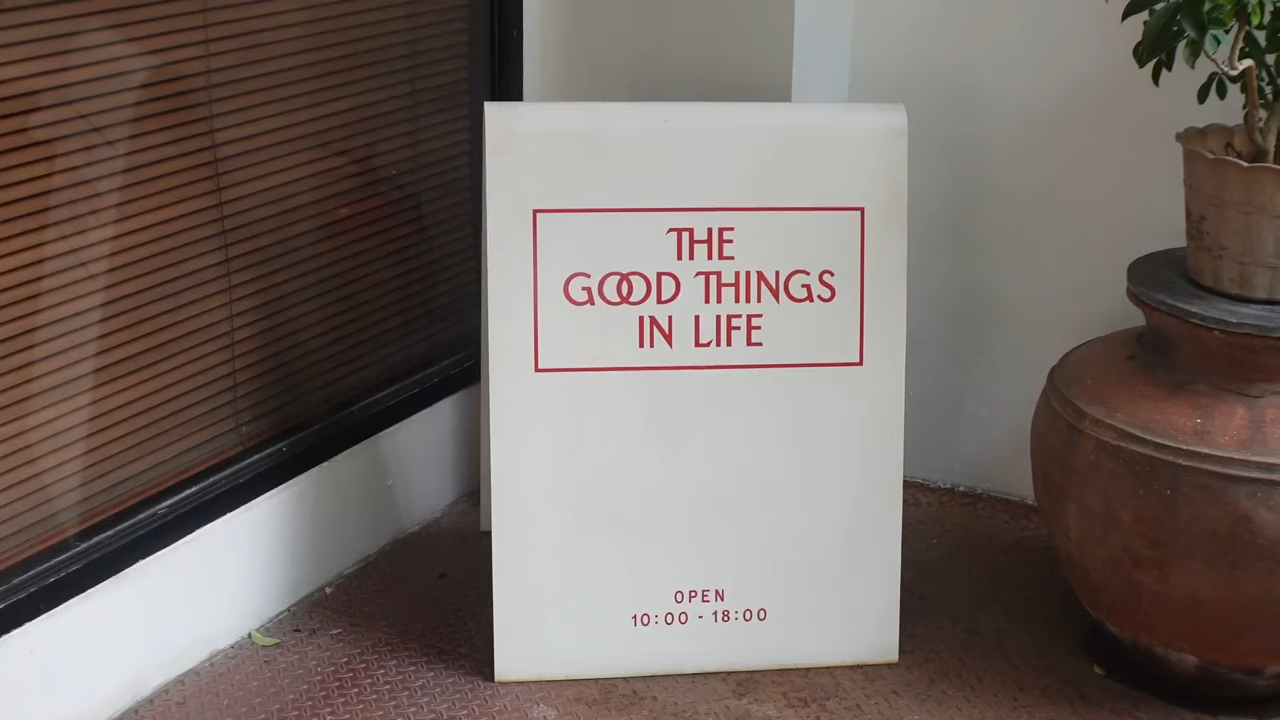 THE
GOOD THINGS
IN LIFE
OPEN
10:00 - 18:00